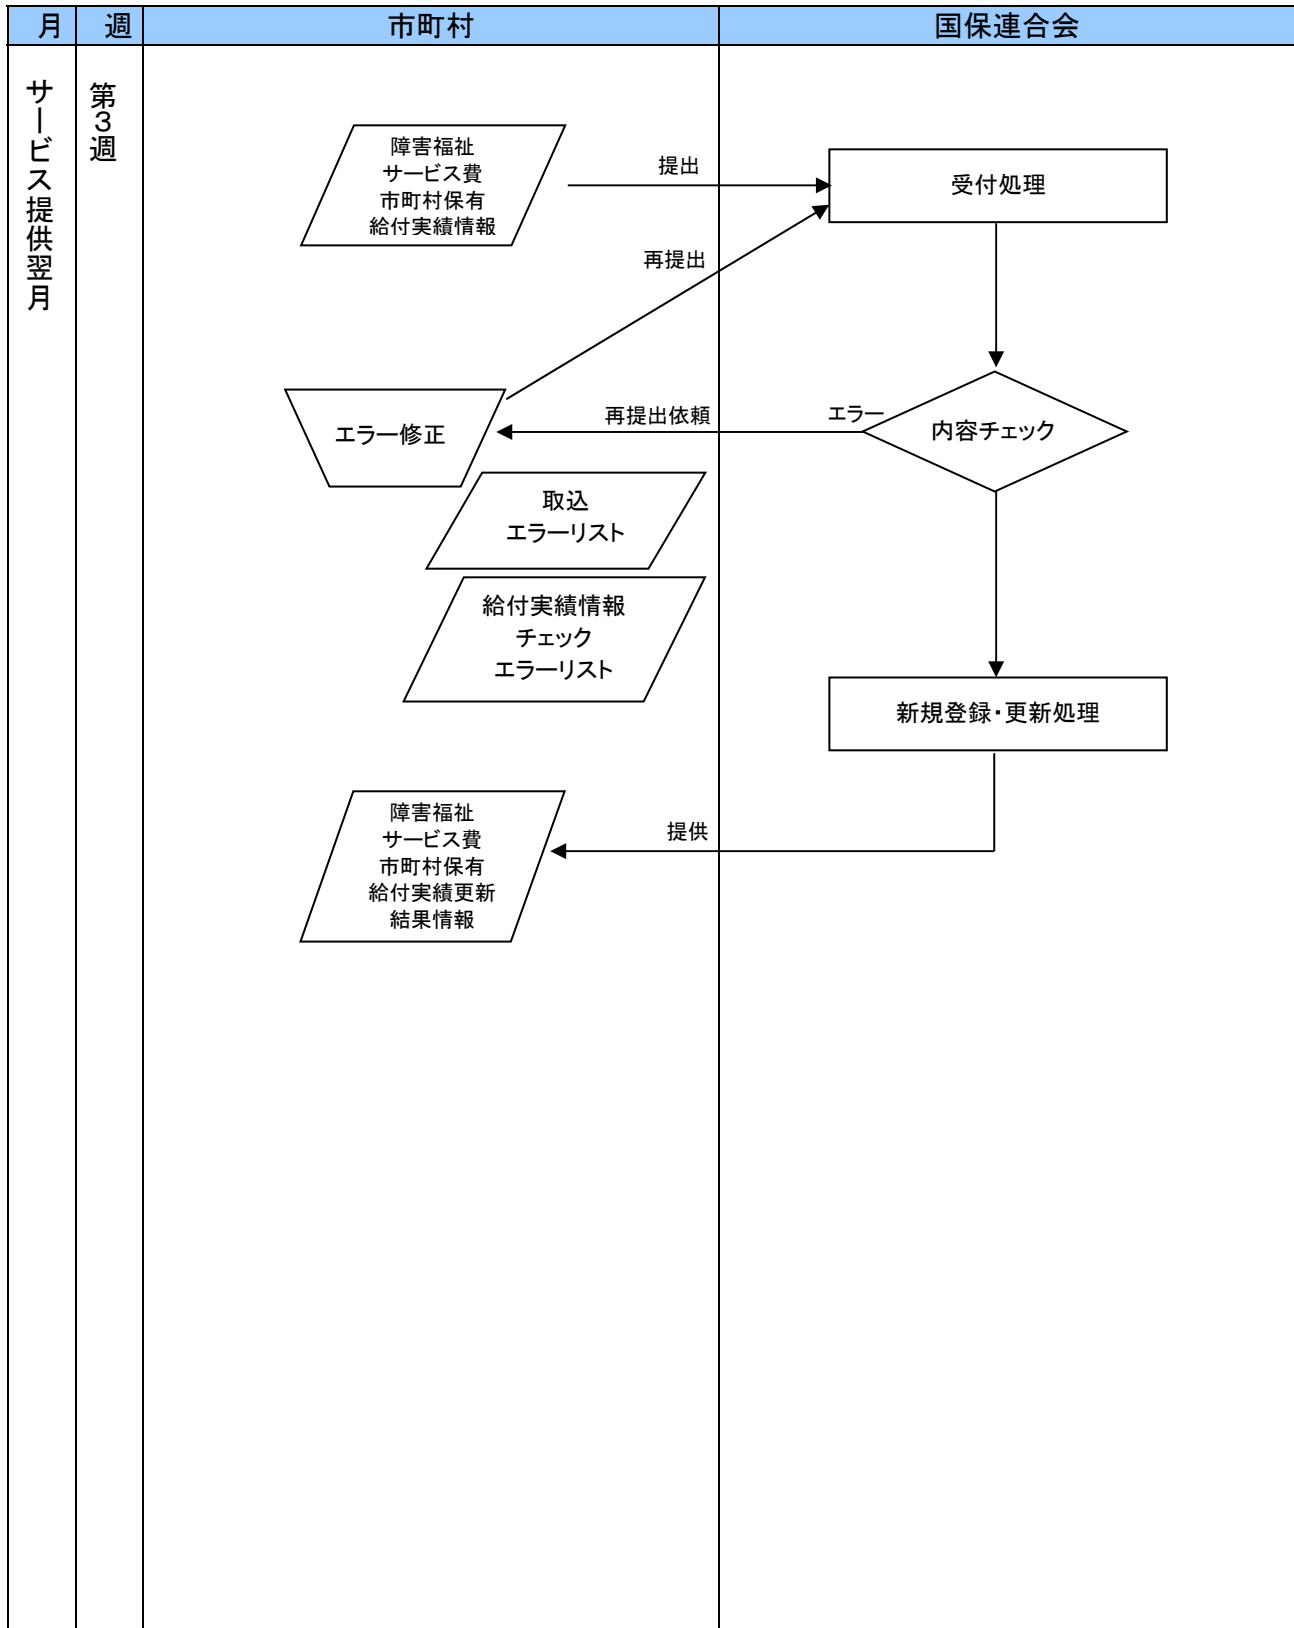 月
週
市町村
国保連合会
サービス提供翌月
第3週
障害福祉
サービス費
市町村保有
給付実績情報
提出
受付処理
再提出
エラー修正
再提出依頼
エラー
内容チェック
取込
エラーリスト
給付実績情報
チェック
エラーリスト
新規登録・更新処理
障害福祉
サービス費
市町村保有
給付実績更新
結果情報
提供